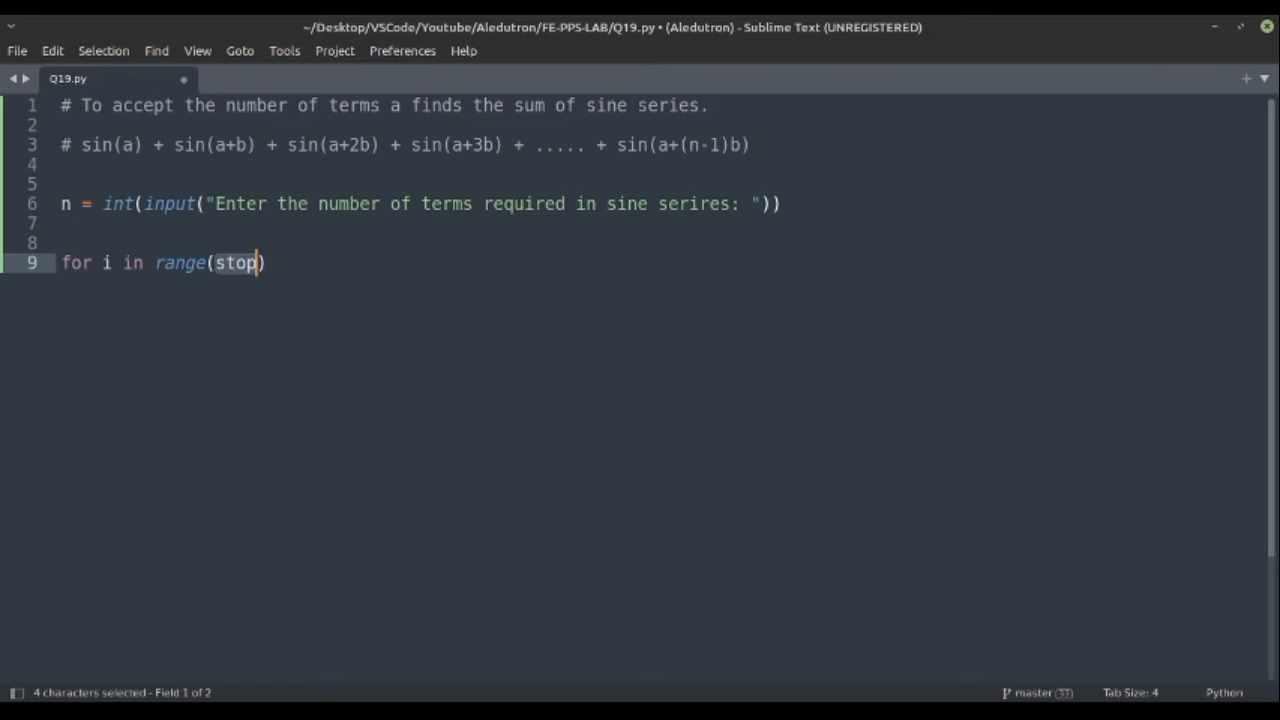 ~/Desktop/VSCode/Youtube/Aledutron/FE-PPS-LAB/Q19.py • (Aledutron) - Sublime Text (UNREGISTERED)
File Edit Selection Find View Goto Tools Project Preferences Help
Q19.py
1 # To accept the number of terms a finds the sum of sine series.
2
3 # sin(a) + sin(a+b) + sin(a+2b) + sin(a+3b) + ..... + sin(a+(n-1)b)
4
5
6 n = int(input("Enter the number of terms required in sine serires: "))
7
8
9 for i in range(stop)
4 characters selected - Field 1 of 2 master 33 Tab Size: 4 Python